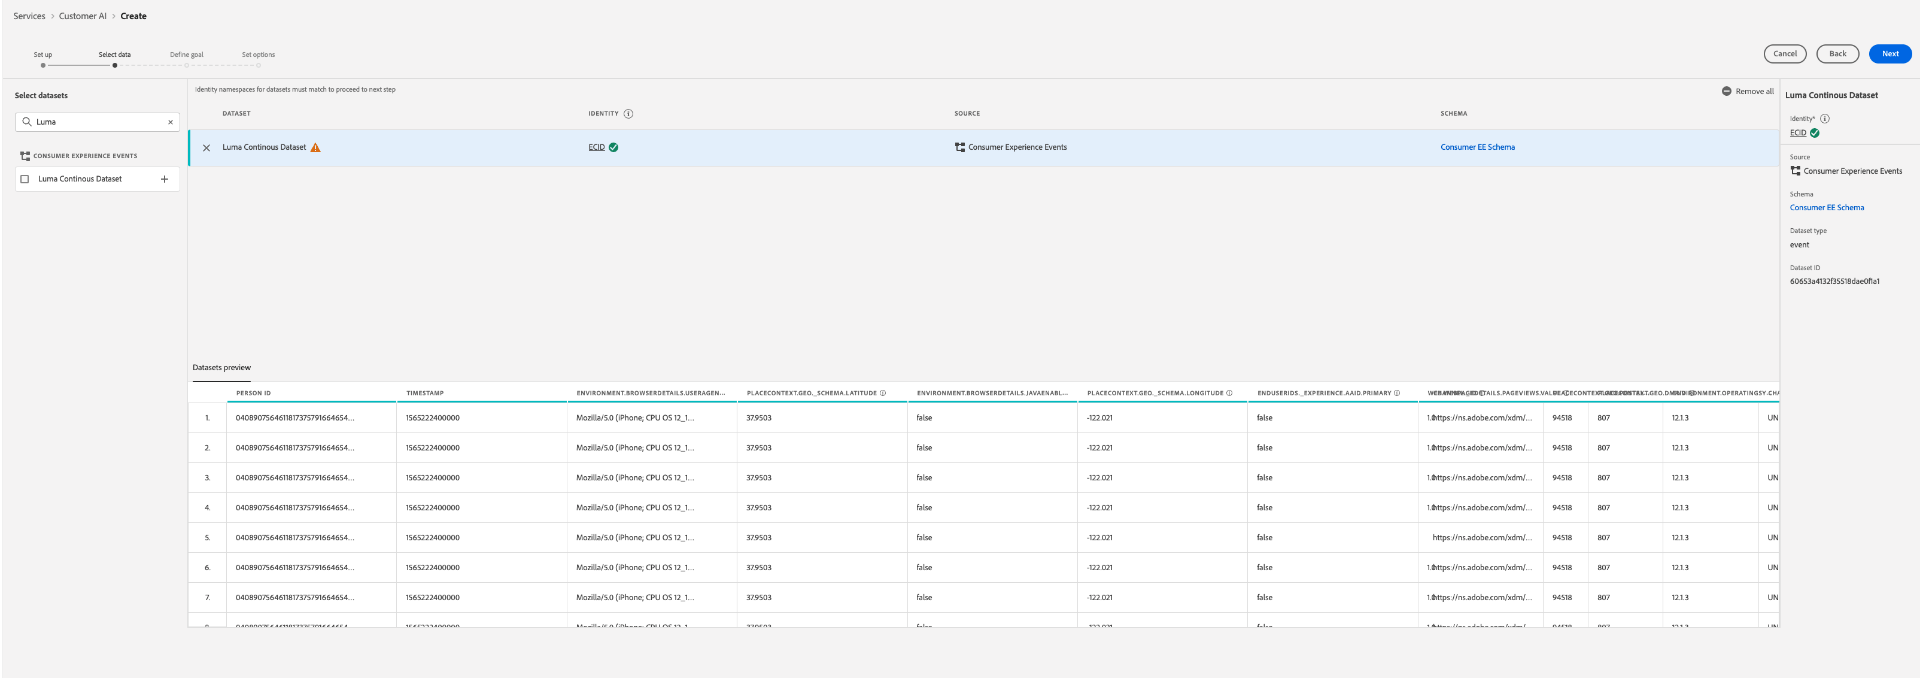 Services > Customer AI > Create
Set up Select data Define goal Set options
Cancel Back Next
Select datasets
Luma
CONSUMER EXPERIENCE EVENTS
Luma Continous Dataset
Identity namespaces for datasets must match to proceed to next step
Remove all
DATASET IDENTITY SOURCE SCHEMA
Luma Continous Dataset ECID Consumer Experience Events Consumer EE Schema
Luma Continous Dataset
Identity*
ECID
Source
Consumer Experience Events
Schema
Consumer EE Schema
Dataset type
event
Dataset ID
60653a4132f35518dae0f1a1
Datasets preview
PERSON ID TIMESTAMP ENVIRONMENT.BROWSERDETAILS.USERAGEN... PLACECONTEXT.GEO._SCHEMA.LATITUDE ENVIRONMENT.BROWSERDETAILS.JAVAENABL... PLACECONTEXT.GEO._SCHEMA.LONGITUDE ENDUSERIDS._EXPERIENCE.AAID.PRIMARY
1. 0408907564611817375791664654... 1565222400000 Mozilla/5.0 (iPhone; CPU OS 12_1... 37.9503 false -122.021 false https://ns.adobe.com/xdm/... 94518 807 12.1.3 UN
2. 0408907564611817375791664654... 1565222400000 Mozilla/5.0 (iPhone; CPU OS 12_1... 37.9503 false -122.021 false https://ns.adobe.com/xdm/... 94518 807 12.1.3 UN
3. 0408907564611817375791664654... 1565222400000 Mozilla/5.0 (iPhone; CPU OS 12_1... 37.9503 false -122.021 false https://ns.adobe.com/xdm/... 94518 807 12.1.3 UN
4. 0408907564611817375791664654... 1565222400000 Mozilla/5.0 (iPhone; CPU OS 12_1... 37.9503 false -122.021 false https://ns.adobe.com/xdm/... 94518 807 12.1.3 UN
5. 0408907564611817375791664654... 1565222400000 Mozilla/5.0 (iPhone; CPU OS 12_1... 37.9503 false -122.021 false https://ns.adobe.com/xdm/... 94518 807 12.1.3 UN
6. 0408907564611817375791664654... 1565222400000 Mozilla/5.0 (iPhone; CPU OS 12_1... 37.9503 false -122.021 false https://ns.adobe.com/xdm/... 94518 807 12.1.3 UN
7. 0408907564611817375791664654... 1565222400000 Mozilla/5.0 (iPhone; CPU OS 12_1... 37.9503 false -122.021 false https://ns.adobe.com/xdm/... 94518 807 12.1.3 UN